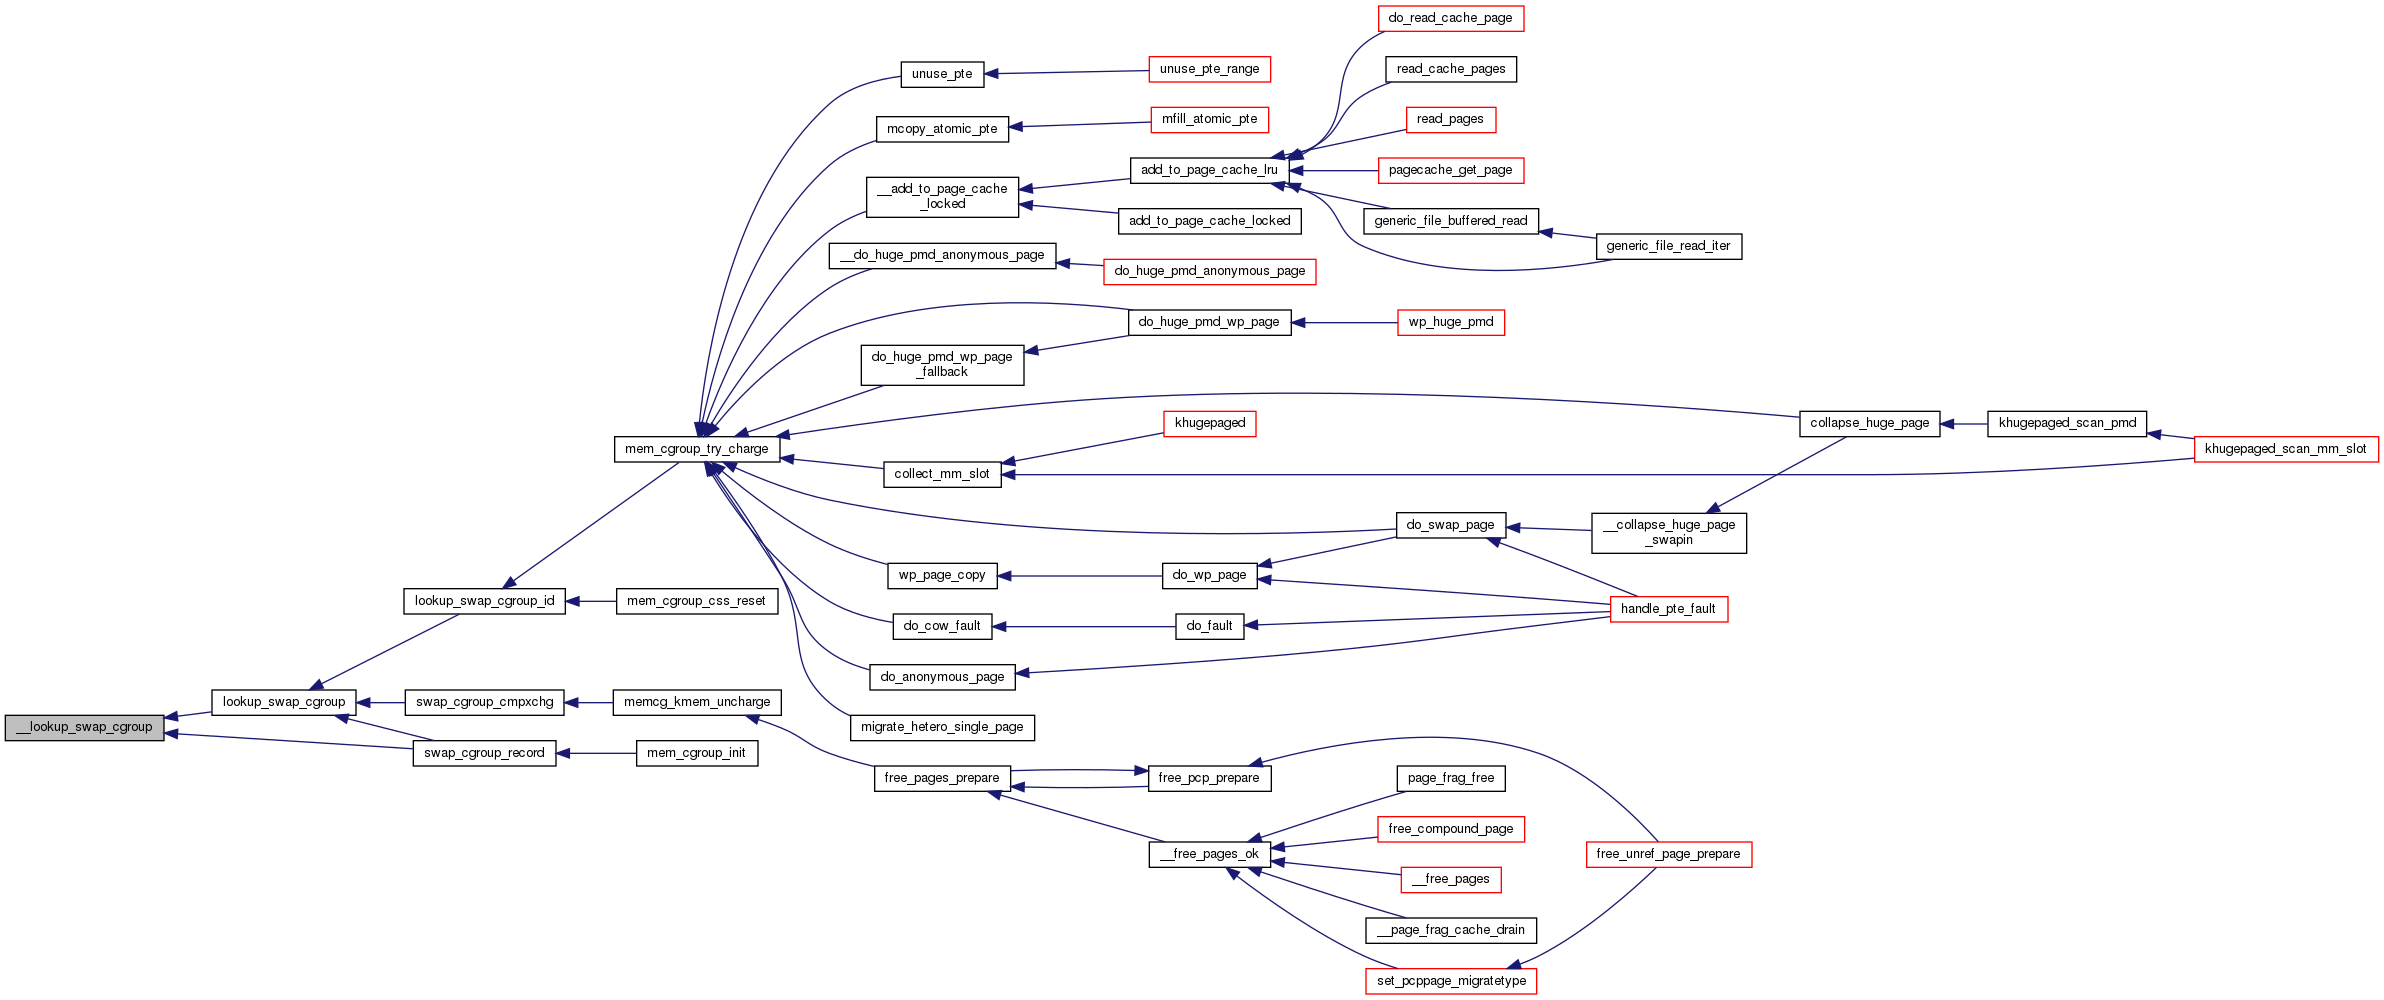 do_read_cache_page
unuse_pte
unuse_pte_range
read_cache_pages
mcopy_atomic_pte
mfill_atomic_pte
read_pages
__add_to_page_cache
_locked
add_to_page_cache_lru
pagecache_get_page
add_to_page_cache_locked
generic_file_buffered_read
generic_file_read_iter
__do_huge_pmd_anonymous_page
do_huge_pmd_anonymous_page
do_huge_pmd_wp_page
wp_huge_pmd
do_huge_pmd_wp_page
_fallback
mem_cgroup_try_charge
khugepaged
collect_mm_slot
collapse_huge_page
khugepaged_scan_pmd
khugepaged_scan_mm_slot
do_swap_page
__collapse_huge_page
_swapin
wp_page_copy
do_wp_page
lookup_swap_cgroup_id
mem_cgroup_css_reset
handle_pte_fault
do_cow_fault
do_fault
do_anonymous_page
lookup_swap_cgroup
swap_cgroup_cmpxchg
memcg_kmem_uncharge
migrate_hetero_single_page
__lookup_swap_cgroup
swap_cgroup_record
mem_cgroup_init
free_pages_prepare
free_pcp_prepare
page_frag_free
free_compound_page
__free_pages_ok
free_unref_page_prepare
__free_pages
__page_frag_cache_drain
set_pcppage_migratetype